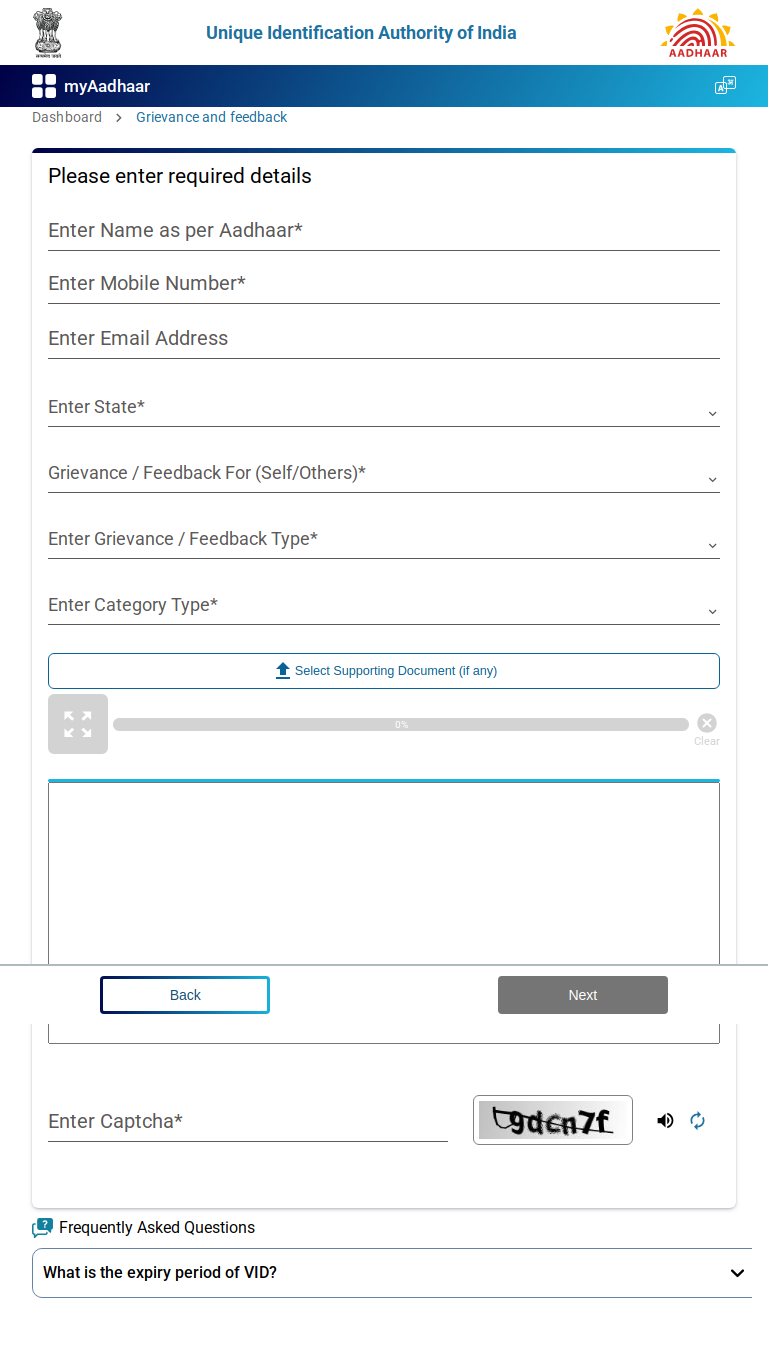 Unique Identification Authority of India
AADHAAR
myAadhaar
Dashboard > Grievance and feedback
Please enter required details
Enter Name as per Aadhaar*
Enter Mobile Number*
Enter Email Address
Enter State*
Grievance / Feedback For (Self/Others)*
Enter Grievance / Feedback Type*
Enter Category Type*
Select Supporting Document (if any)
0%
Clear
Back
Next
Enter Captcha*
9dcn7f
Frequently Asked Questions
What is the expiry period of VID?